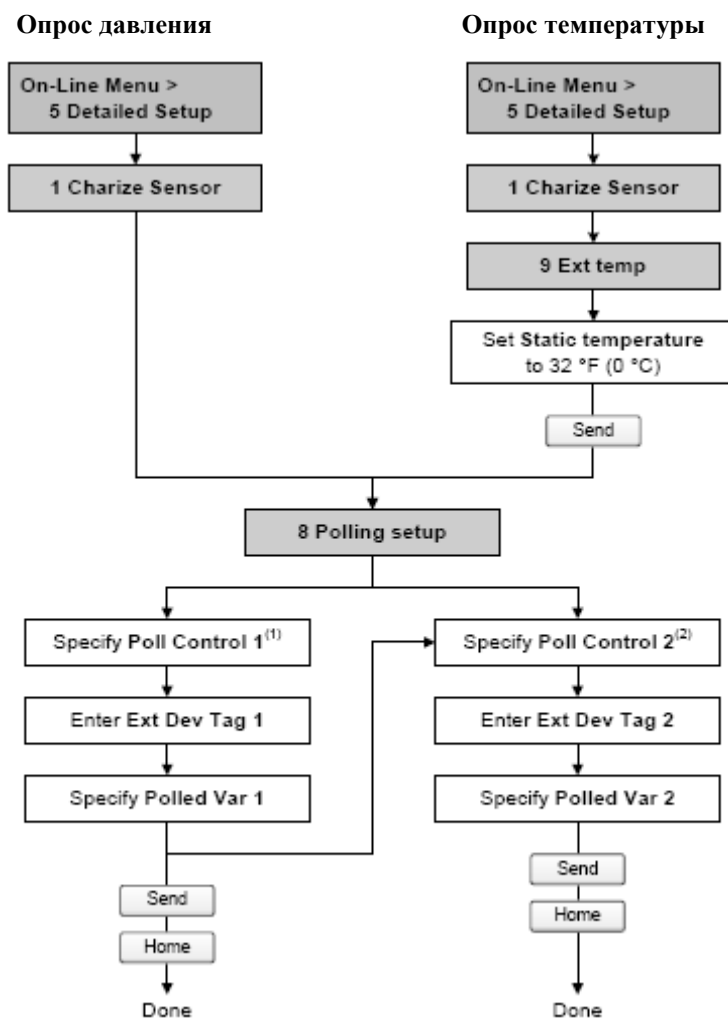 Опрос давления
On-Line Menu >
5 Detailed Setup
1 Charize Sensor
Опрос температуры
On-Line Menu >
5 Detailed Setup
1 Charize Sensor
9 Ext temp
Set Static temperature
to 32 °F (0 °C)
Send
8 Polling setup
Specify Poll Control 1(1)
Enter Ext Dev Tag 1
Specify Polled Var 1
Send
Home
Done
Specify Poll Control 2(2)
Enter Ext Dev Tag 2
Specify Polled Var 2
Send
Home
Done